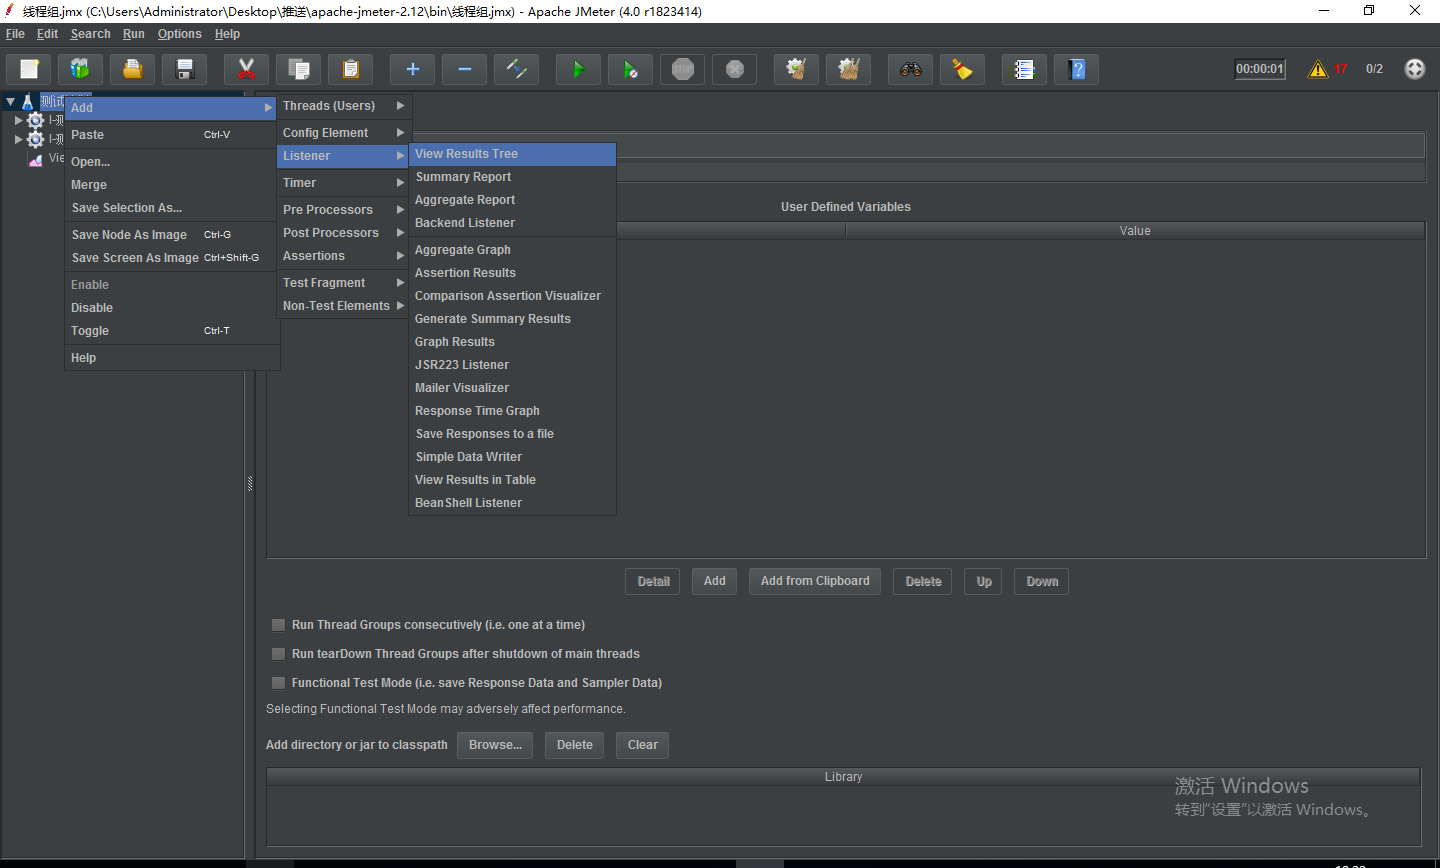 线程组.jmx (C:\Users\Administrator\Desktop\推送\apache-jmeter-2.12\bin\线程组.jmx) - Apache JMeter (4.0 r1823414)
File Edit Search Run Options Help
STOP
00:00:01 17 0/2
测试
Add
Paste Ctrl-V
Open...
Merge
Save Selection As...
Save Node As Image Ctrl-G
Save Screen As Image Ctrl+Shift-G
Enable
Disable
Toggle Ctrl-T
Help
Threads (Users)
Config Element
Listener
Timer
Pre Processors
Post Processors
Assertions
Test Fragment
Non-Test Elements
View Results Tree
Summary Report
Aggregate Report
Backend Listener
Aggregate Graph
Assertion Results
Comparison Assertion Visualizer
Generate Summary Results
Graph Results
JSR223 Listener
Mailer Visualizer
Response Time Graph
Save Responses to a file
Simple Data Writer
View Results in Table
BeanShell Listener
User Defined Variables
Value
Detail Add Add from Clipboard Delete Up Down
Run Thread Groups consecutively (i.e. one at a time)
Run tearDown Thread Groups after shutdown of main threads
Functional Test Mode (i.e. save Response Data and Sampler Data)
Selecting Functional Test Mode may adversely affect performance.
Add directory or jar to classpath Browse... Delete Clear
Library
激活 Windows
转到"设置"以激活 Windows。